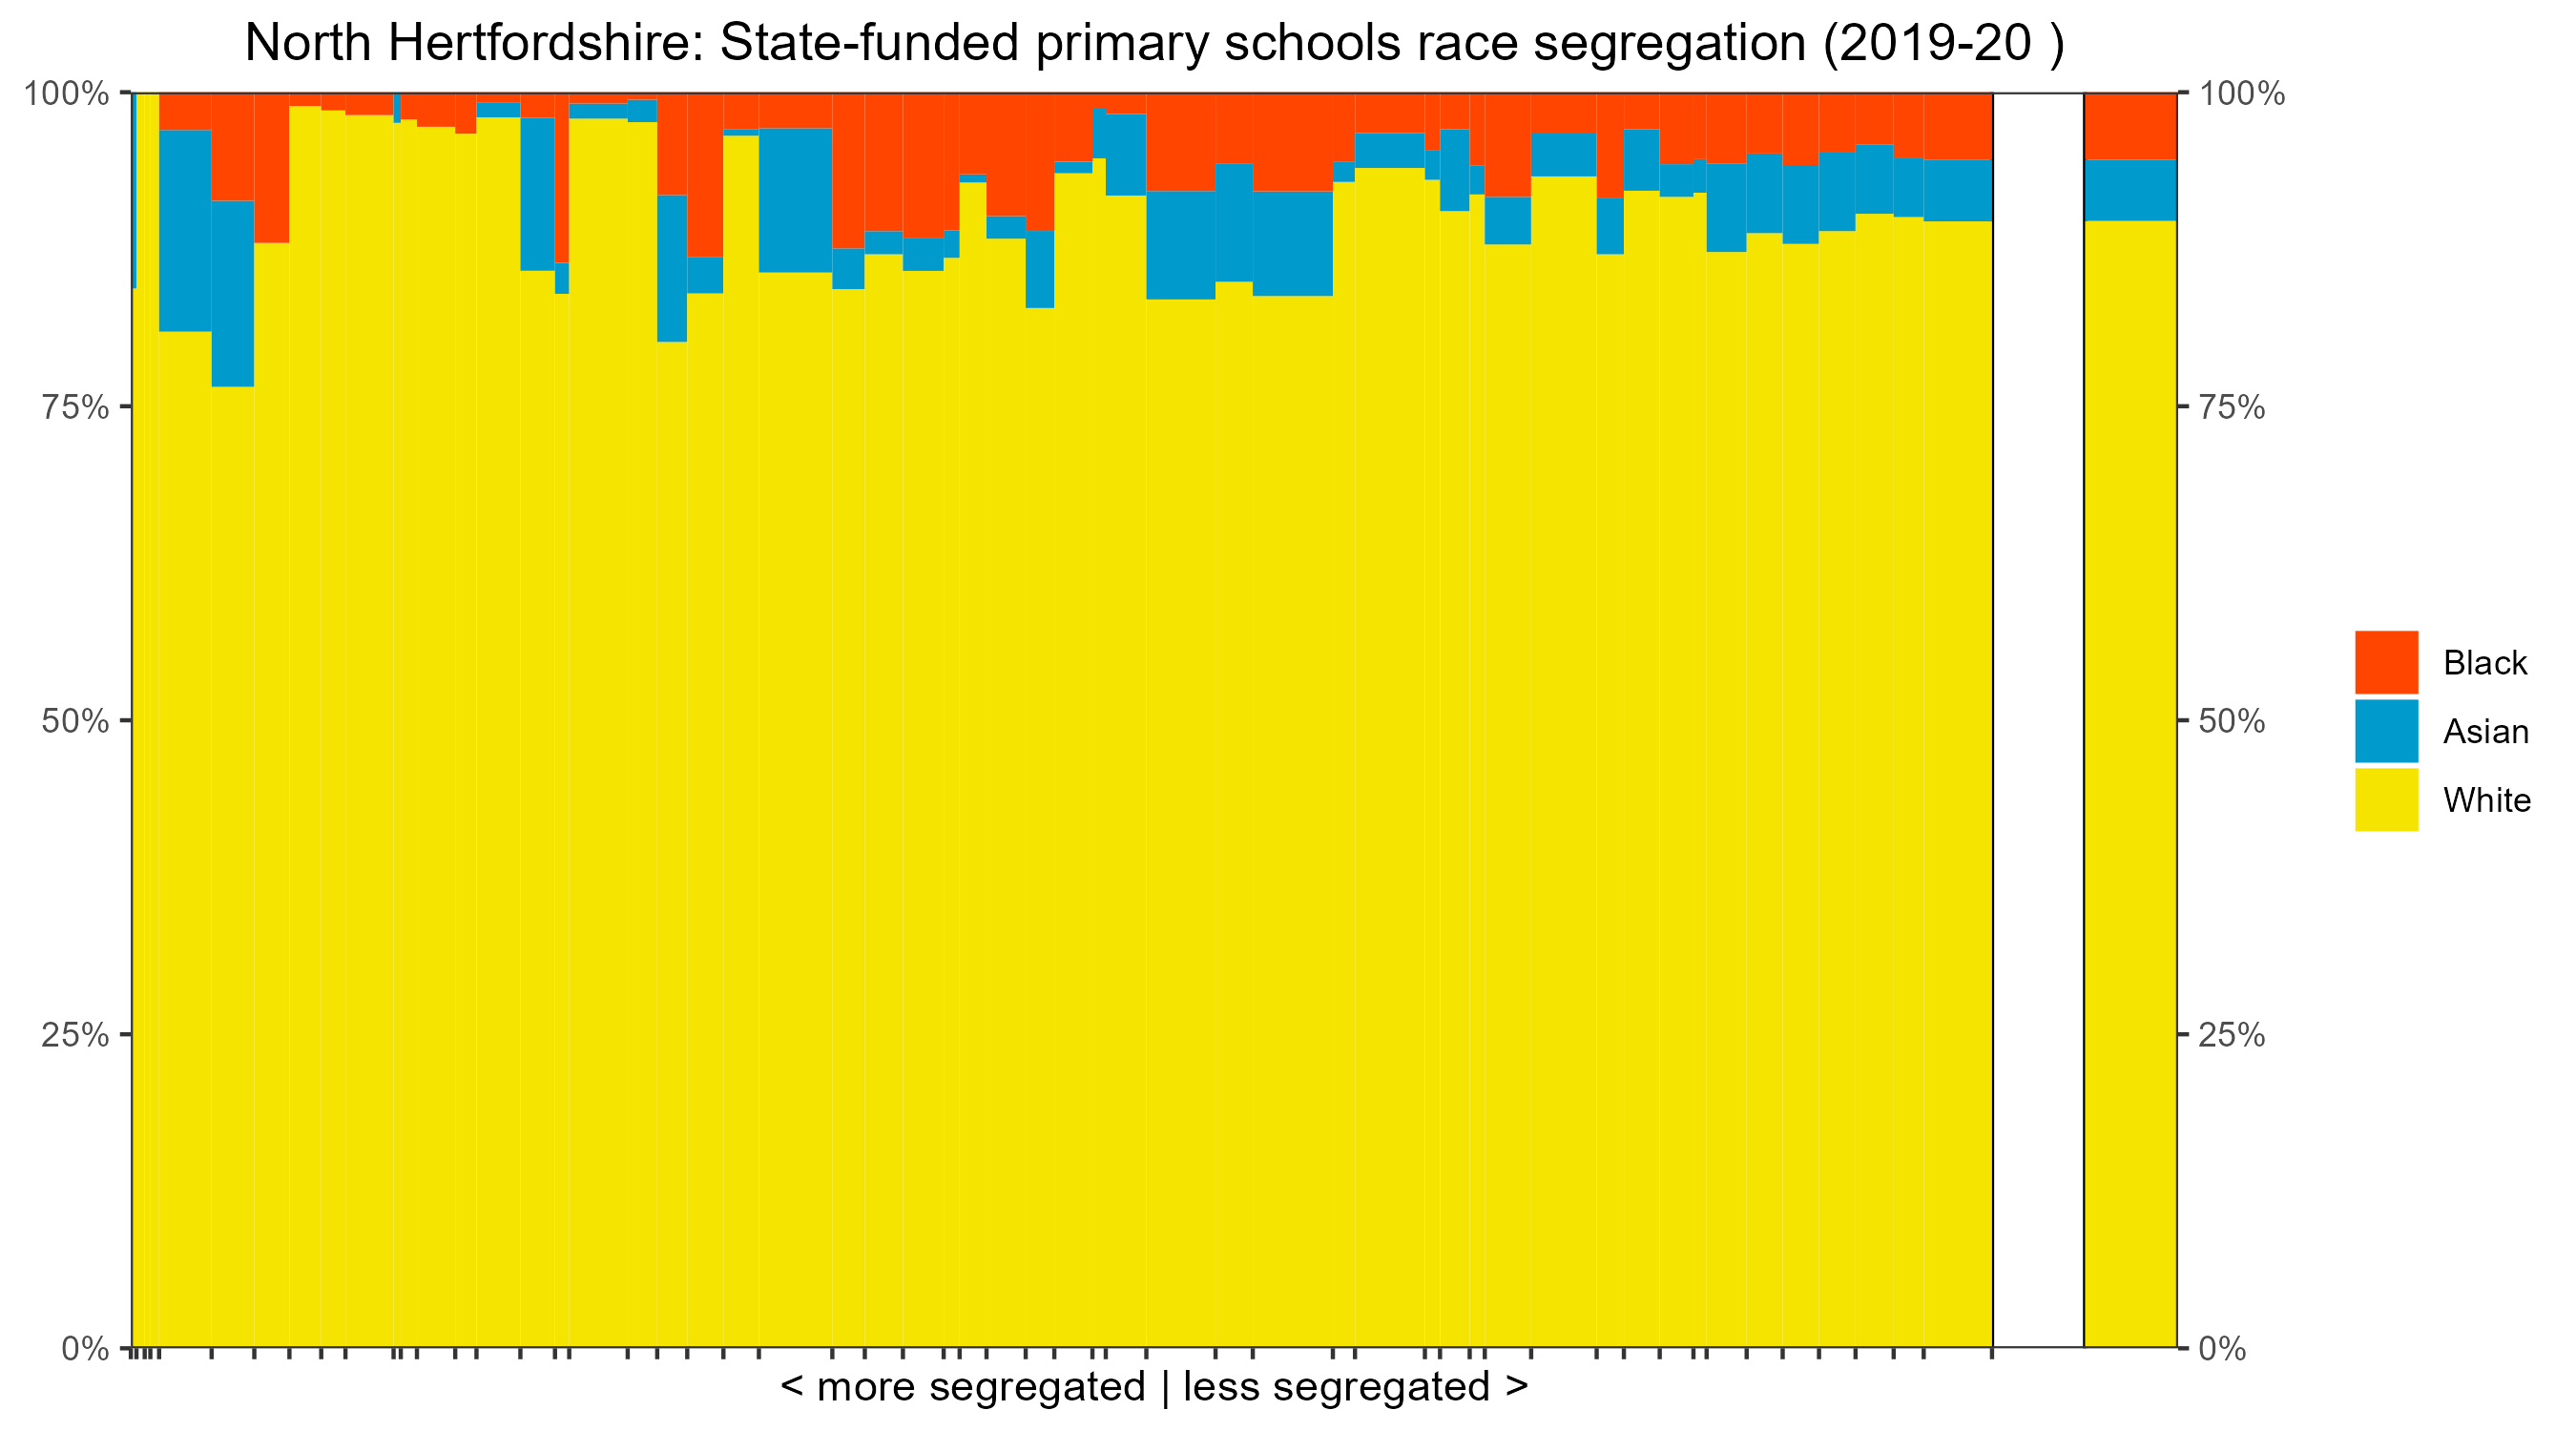 North Hertfordshire: State-funded primary schools race segregation (2019-20 )
100%
75%
50%
25%
0%
100%
75%
50%
25%
0%
Black
Asian
White
< more segregated | less segregated >